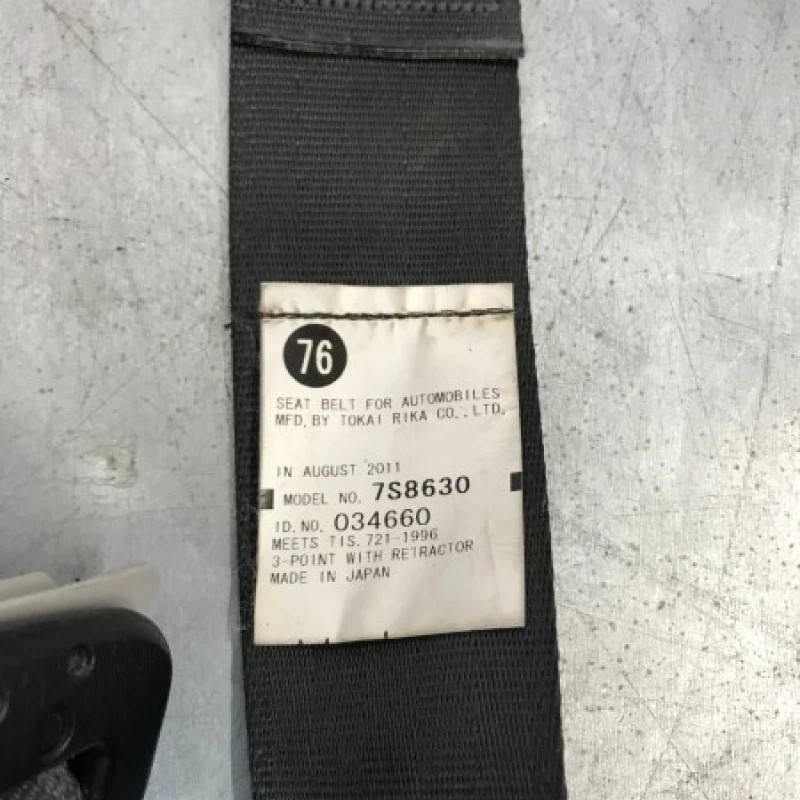 76
SEAT BELT FOR AUTOMOBILES
MFD. BY TOKAI RIKA CO., LTD.
IN AUGUST 2011
MODEL NO. 7S8630
ID. NO. 034660
MEETS TIS. 721-1996
3-POINT WITH RETRACTOR
MADE IN JAPAN